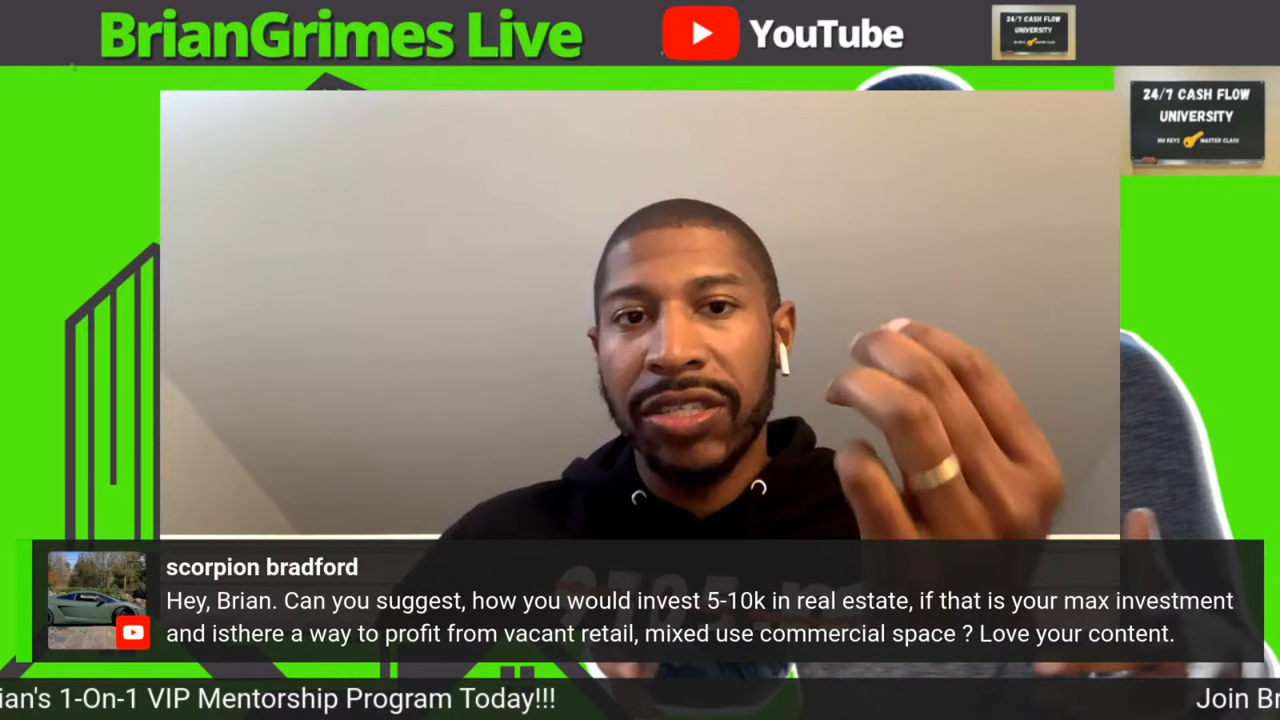 BrianGrimes Live
YouTube
24/7 CASH FLOW
UNIVERSITY
24/7 CASH FLOW
UNIVERSITY
MASTER CLASS
scorpion bradford
Hey, Brian. Can you suggest, how you would invest 5-10k in real estate, if that is your max investment
and isthere a way to profit from vacant retail, mixed use commercial space ? Love your content.
ian's 1-On-1 VIP Mentorship Program Today!!!
Join Br